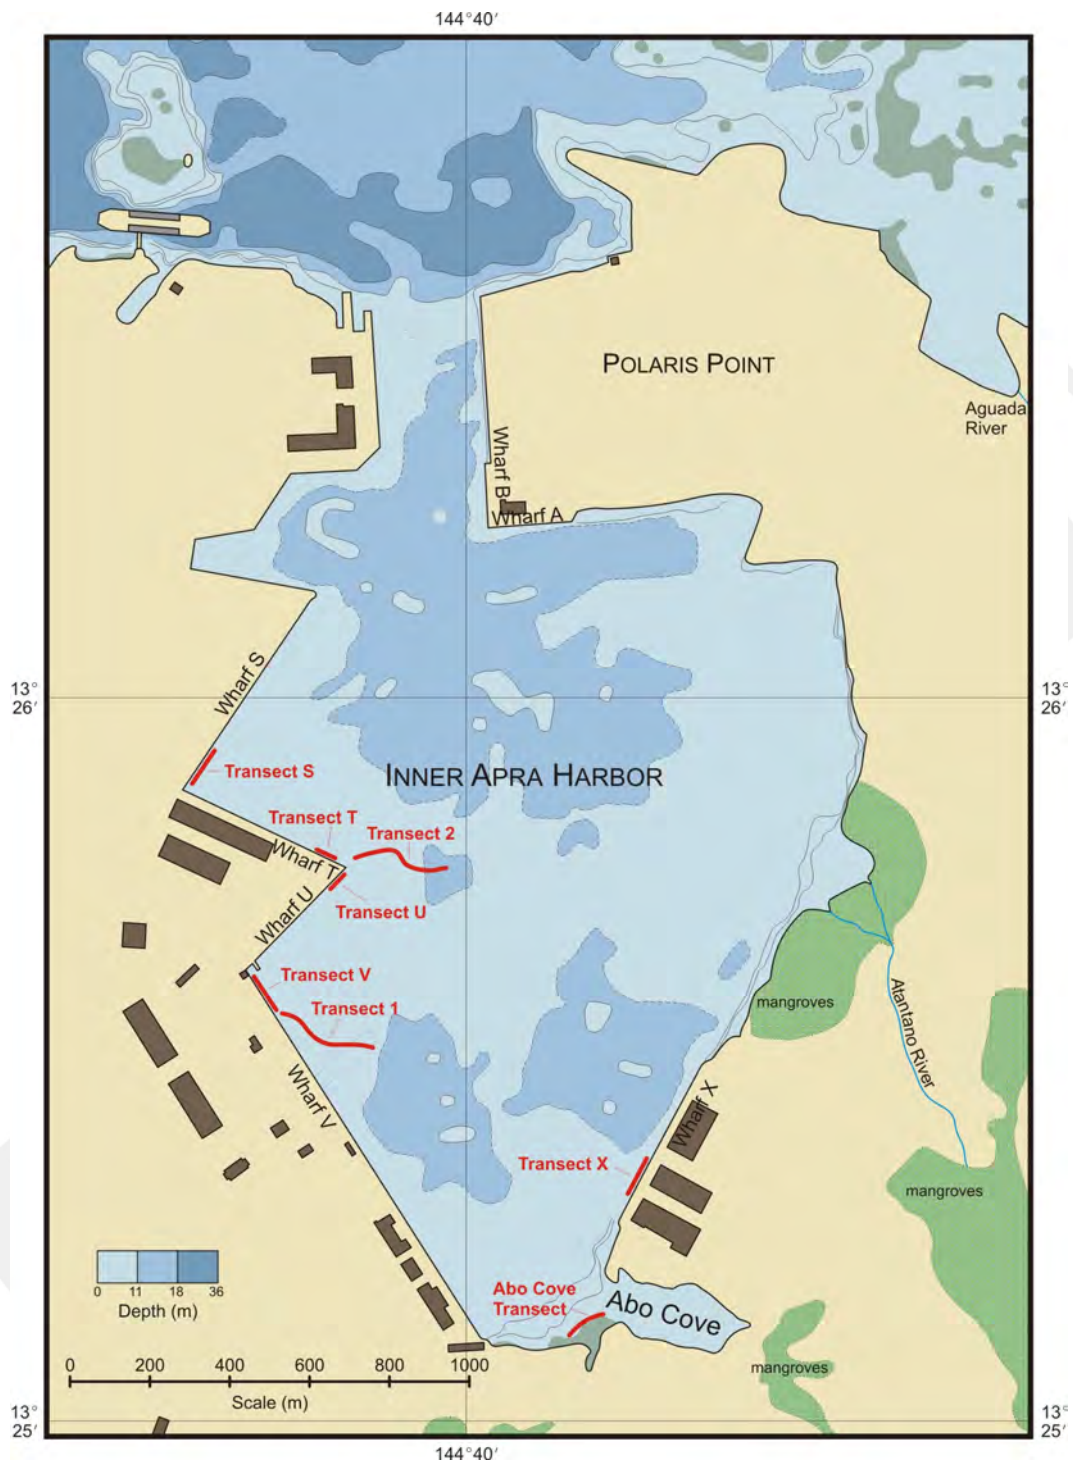 144°40′
POLARIS POINT
Aguada
River
Wharf B
Wharf A
Wharf S
13°
26′
13°
26′
Transect S
INNER APRA HARBOR
Transect T
Transect 2
Wharf T
Transect U
Wharf U
Transect V
Transect 1
mangroves
Atantano River
Wharf V
Wharf X
Transect X
mangroves
Abo Cove
Transect
Abo Cove
0 11 18 36
Depth (m)
mangroves
0 200 400 600 800 1000
Scale (m)
13°
25′
13°
25′
144°40′